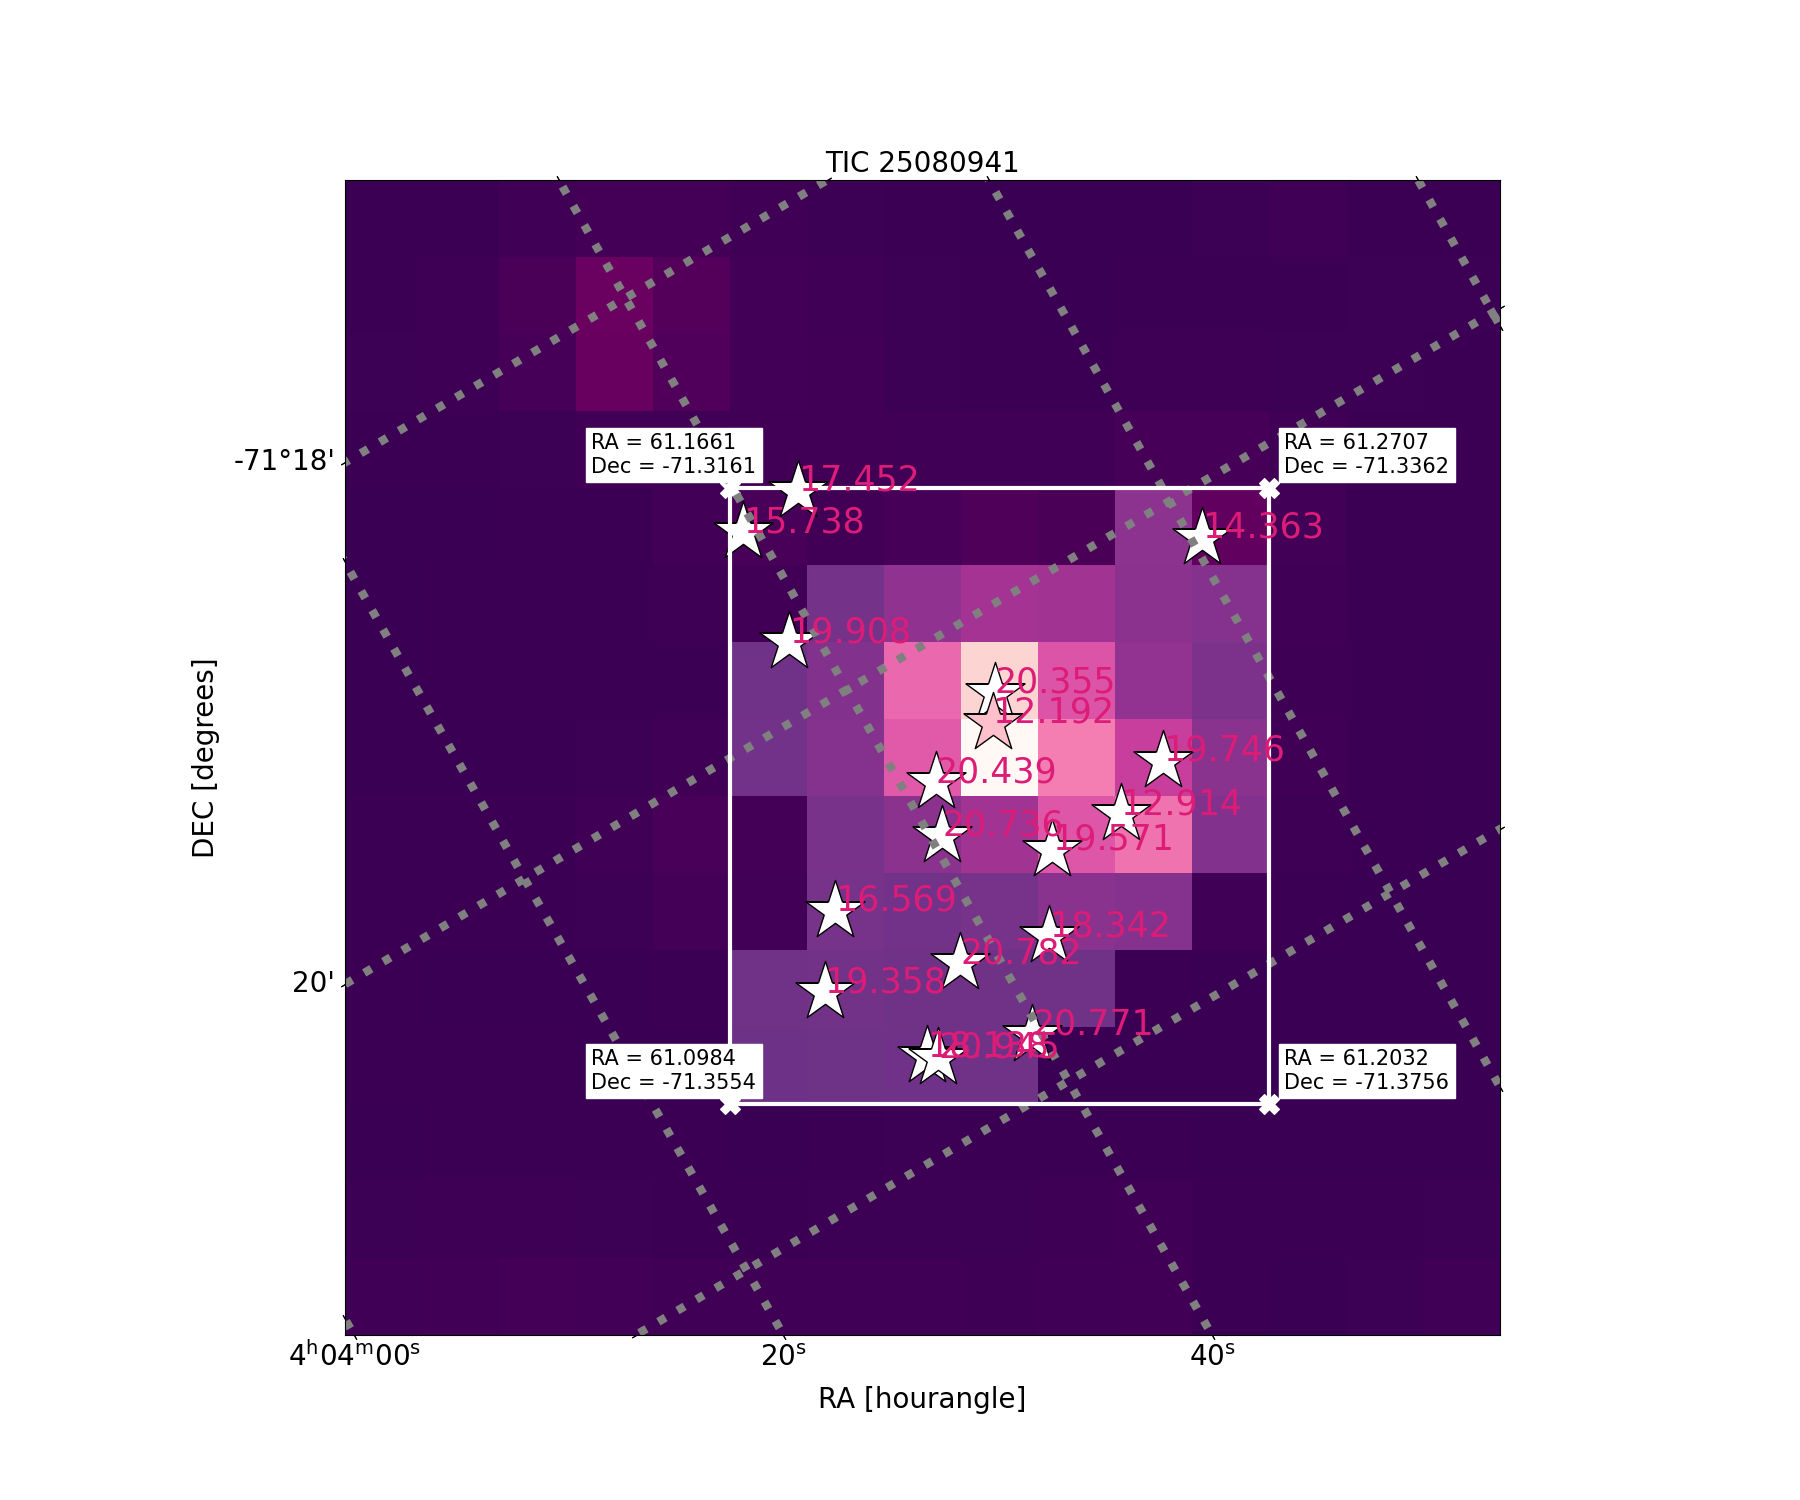 TIC 25080941
RA = 61.1661
Dec = -71.3161
RA = 61.2707
Dec = -71.3362
-71°18'
17.452
15.738
14.363
19.908
20.355
12.192
19.746
20.439
12.914
20.736
19.571
16.569
18.342
20.782
19.358
20.771
DEC [degrees]
20'
RA = 61.0984
Dec = -71.3554
RA = 61.2032
Dec = -71.3756
4ʰ04ᵐ00ˢ
20ˢ
40ˢ
RA [hourangle]